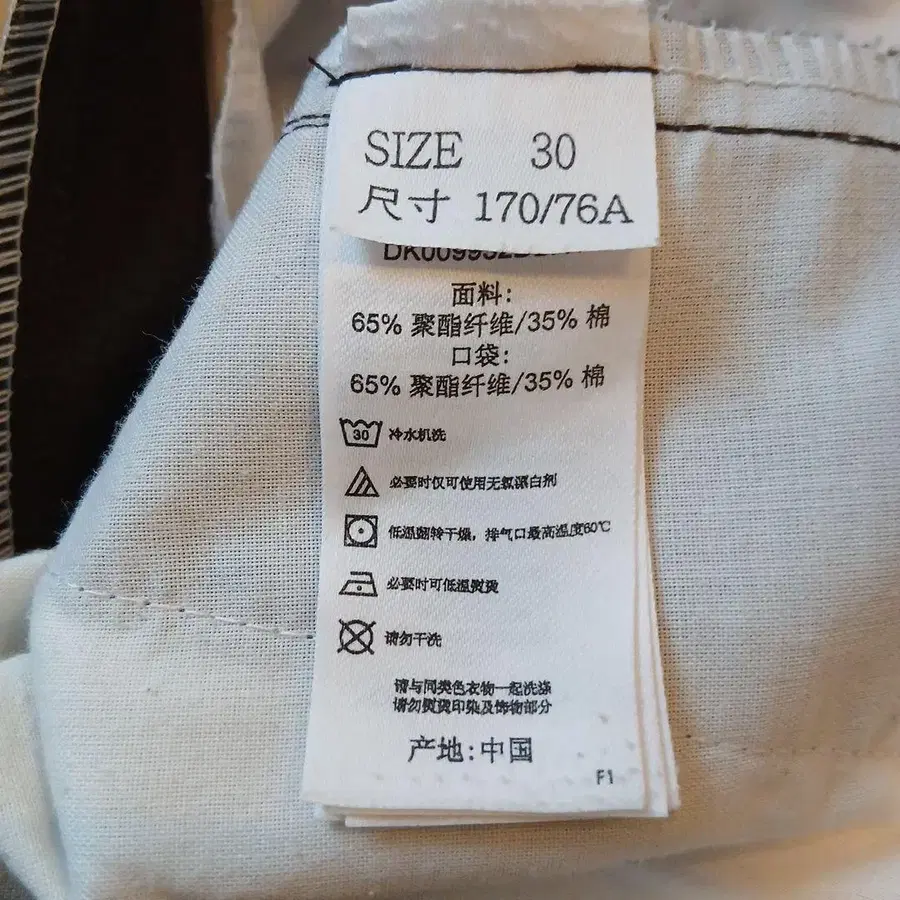 SIZE 30
尺寸 170/76A
面料:
65% 聚酯纤维/35% 棉
口袋:
65% 聚酯纤维/35% 棉
30 冷水机洗
必要时仅可使用无氯漂白剂
低温翻转干燥，排气口最高温度60℃
必要时可低温熨烫
请勿干洗
请与同类色衣物一起洗涤
请勿熨烫印染及饰物部分
产地:中国
F1